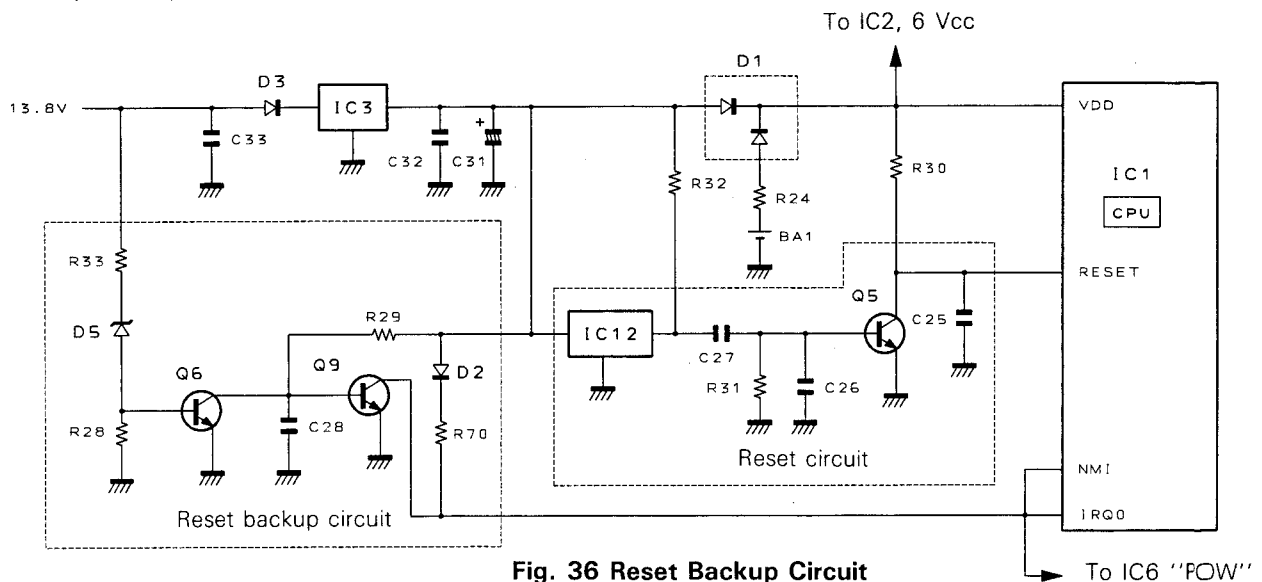 To IC2, 6 Vcc
D1
D3
13.8V
IC3
VDD
C33
+
C32
C31
R32
R24
R30
IC1
CPU
BA1
R33
RESET
Q5
D5
R29
IC12
C25
Q6
Q9
D2
C27
R31
C26
R28
C28
R70
Reset circuit
NMI
Reset backup circuit
IRQ0
Fig. 36 Reset Backup Circuit
To IC6 "POW"